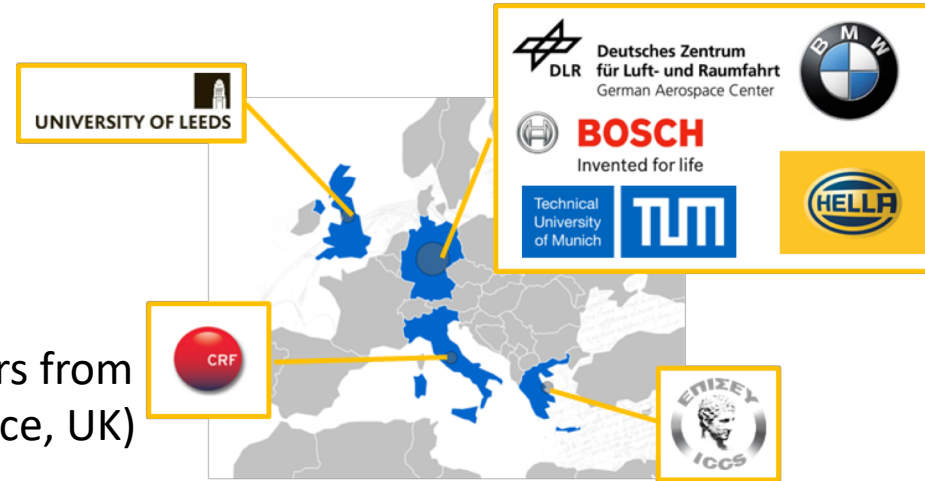 DLR
Deutsches Zentrum
für Luft- und Raumfahrt
German Aerospace Center
BMW
UNIVERSITY OF LEEDS
BOSCH
Invented for life
Technical
University
of Munich
TUM
HELLA
CRF
rs from
ce, UK)
ΕΠΙΣΕΥ
ICCS